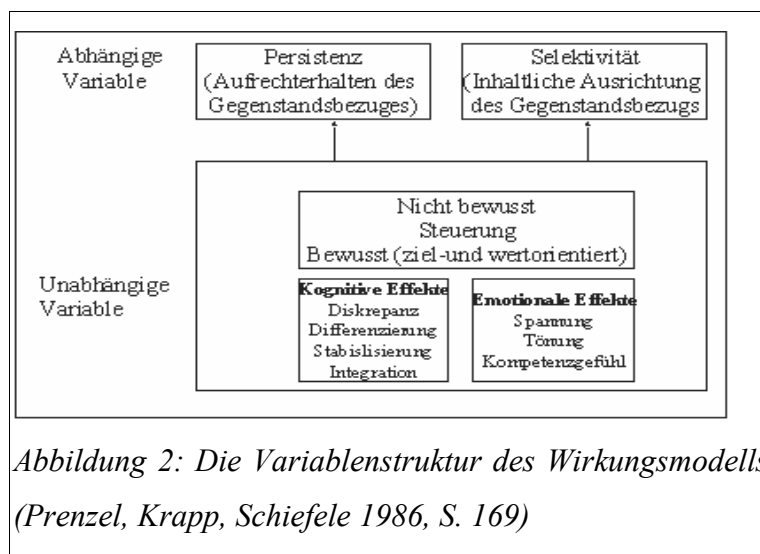 Abhängige
Variable
Persistenz
(Aufrechterhalten des
Gegenstandsbezuges)
Selektivität
(Inhaltliche Ausrichtung
des Gegenstandsbezugs
Nicht bewusst
Steuerung
Bewusst (ziel-und wertorientiert)
Unabhängige
Variable
Kognitive Effekte
Diskrepanz
Differenzierung
Stabislisierung
Integration
Emotionale Effekte
Spannung
Tönung
Kompetenzgefühl
Abbildung 2: Die Variablenstruktur des Wirkungsmodells
(Prenzel, Krapp, Schiefele 1986, S. 169)